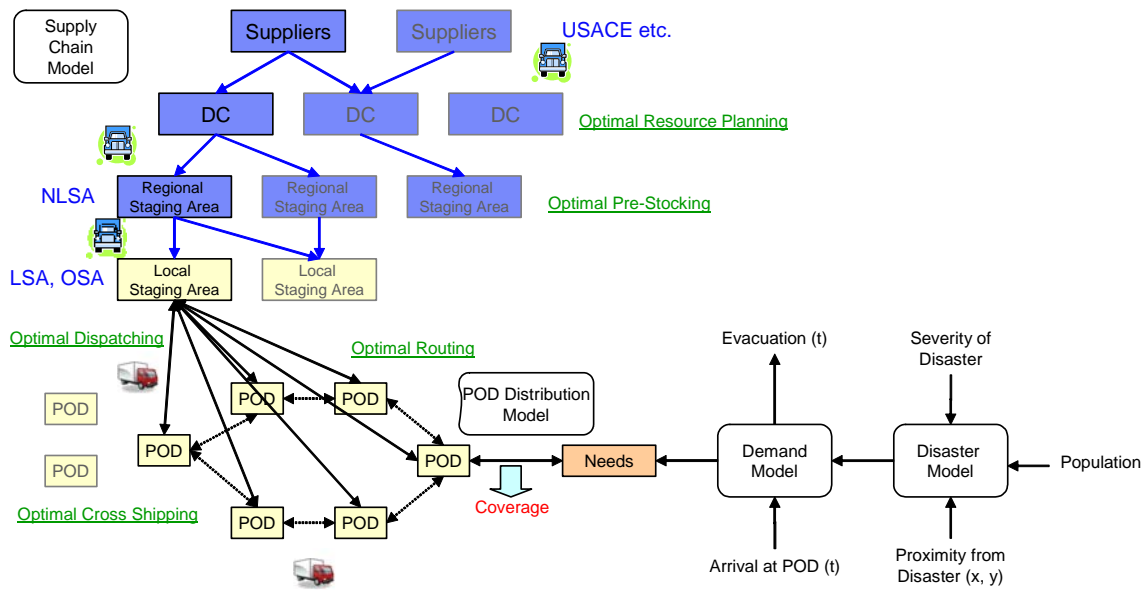 Supply
Chain
Model
Suppliers
Suppliers
USACE etc.
DC
DC
DC
Optimal Resource Planning
NLSA
Regional
Staging Area
Regional
Staging Area
Regional
Staging Area
Optimal Pre-Stocking
LSA, OSA
Local
Staging Area
Local
Staging Area
Optimal Dispatching
Optimal Routing
Evacuation (t)
Severity of
Disaster
POD
POD
POD
POD Distribution
Model
POD
POD
POD
Needs
Demand
Model
Disaster
Model
Population
Coverage
Optimal Cross Shipping
POD
POD
Arrival at POD (t)
Proximity from
Disaster (x, y)